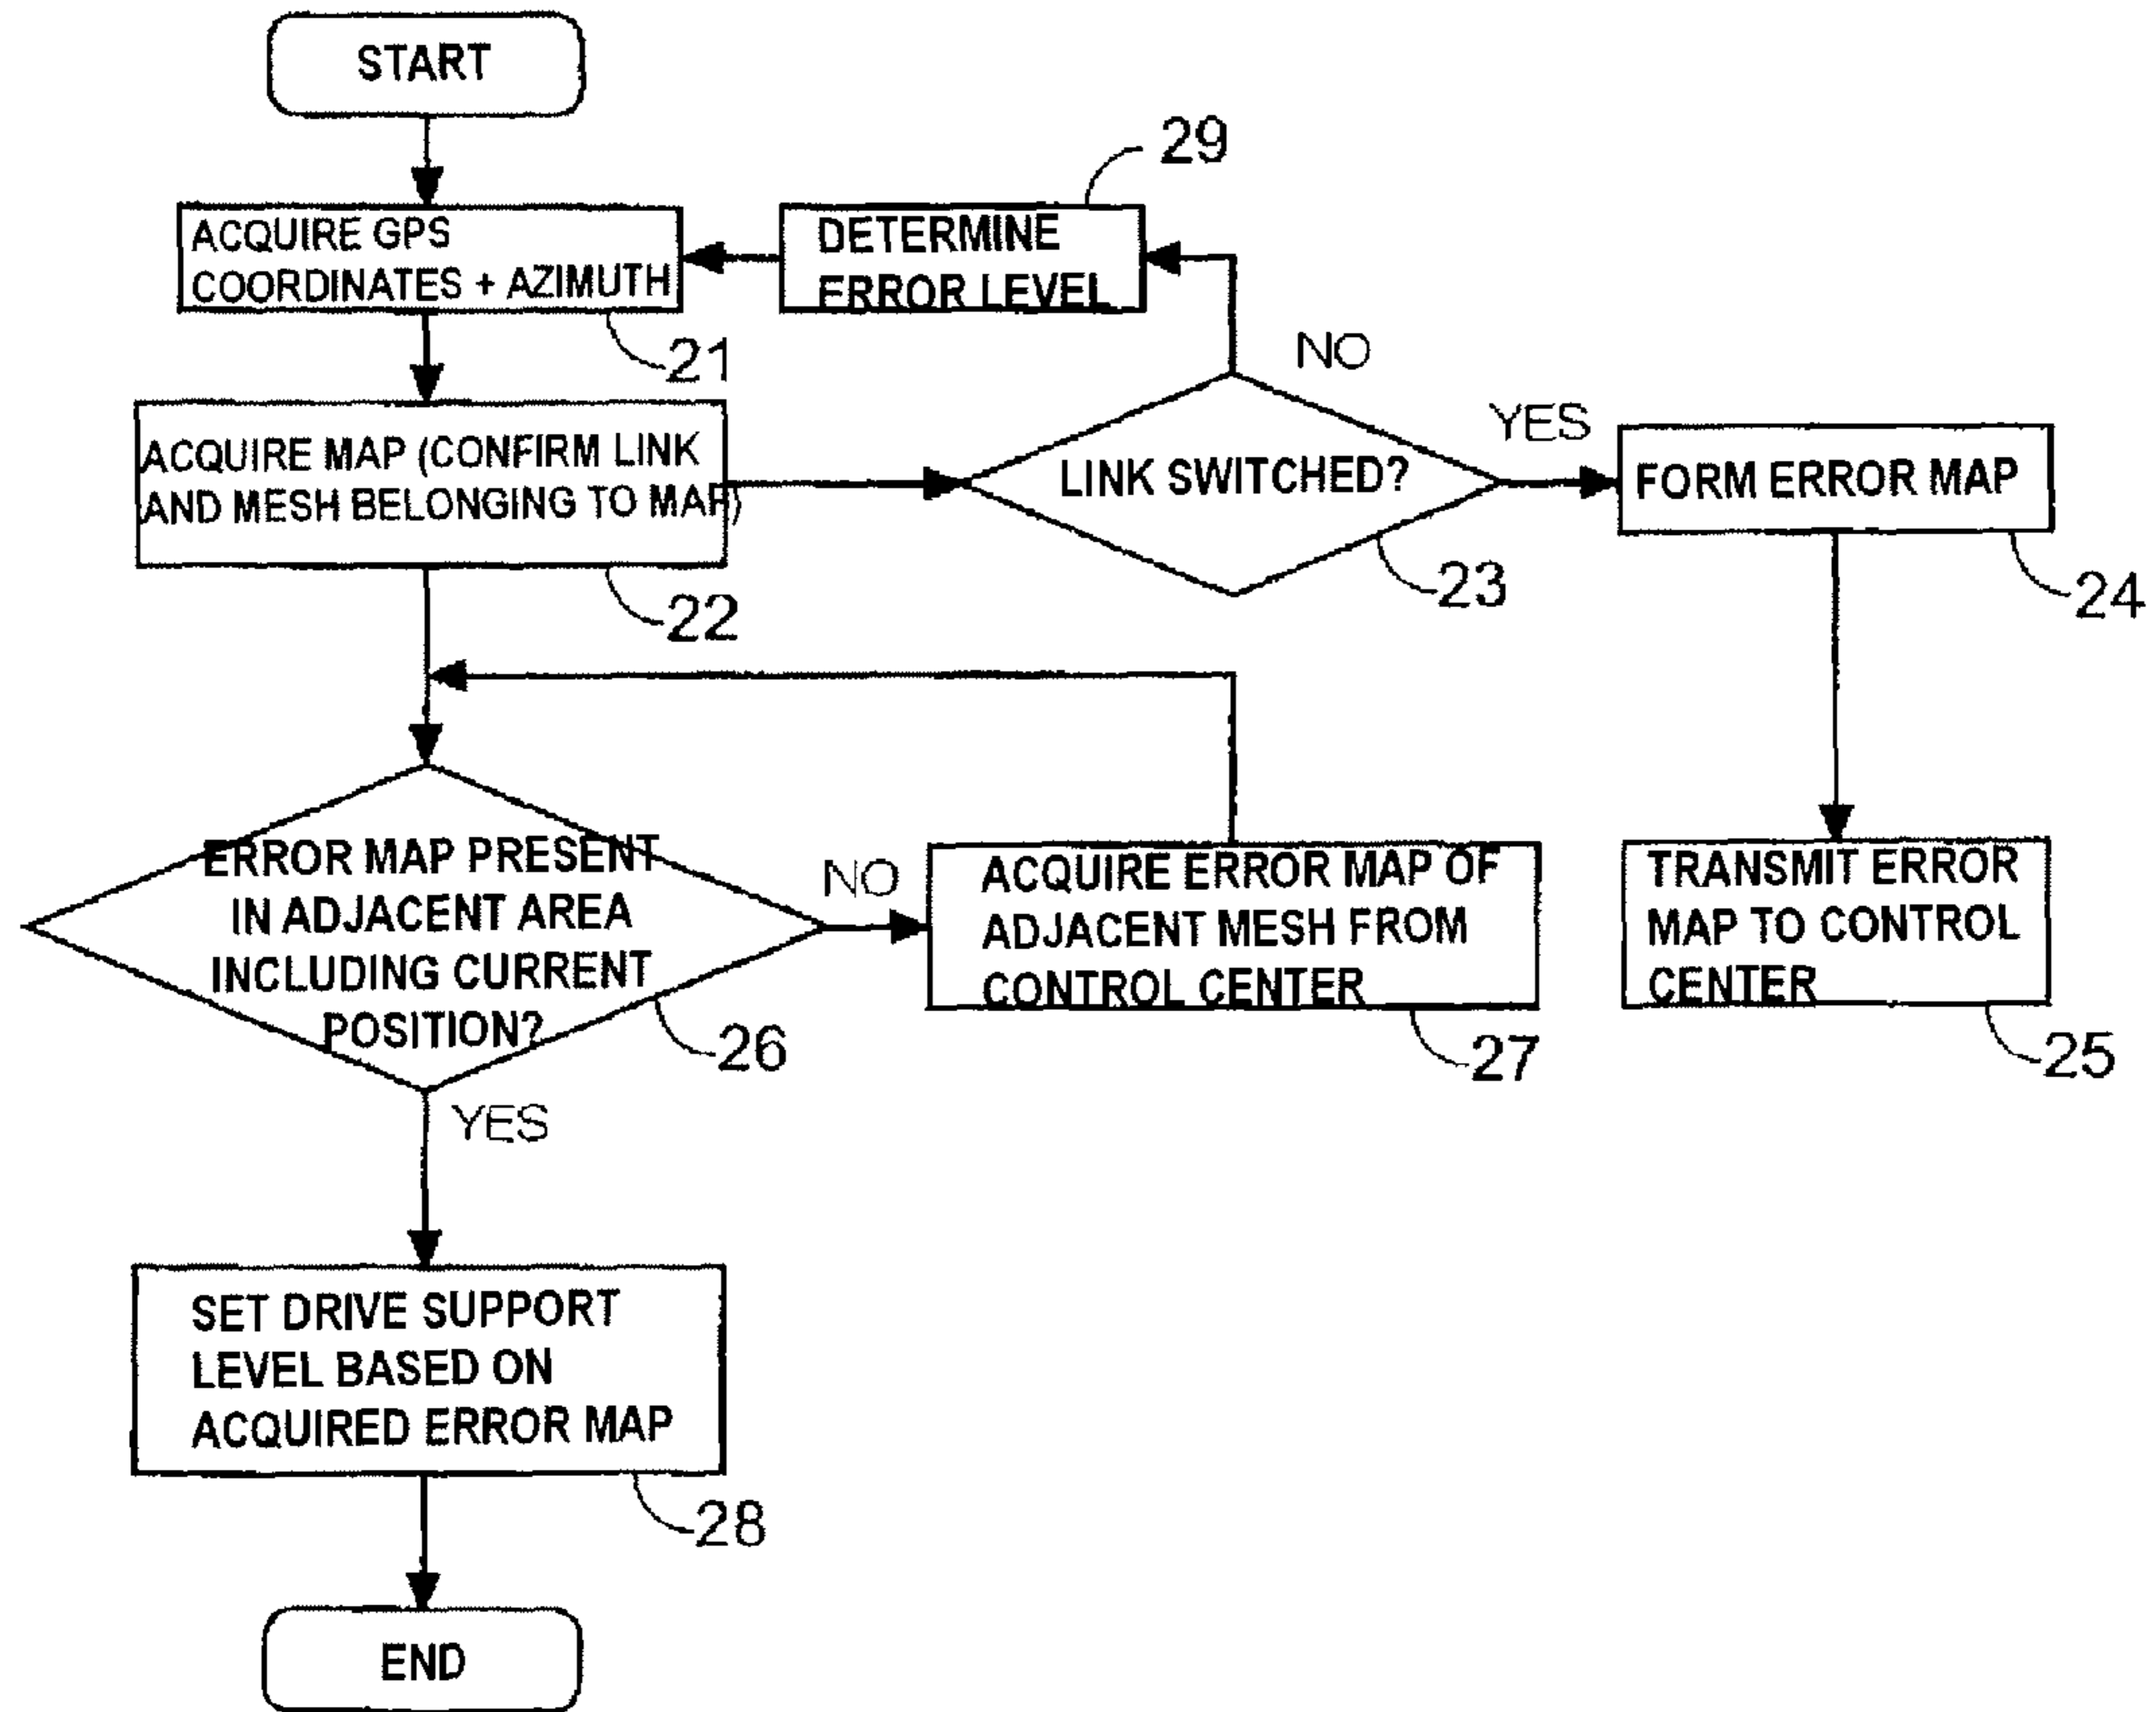 START
29
ACQUIRE GPS
COORDINATES + AZIMUTH
DETERMINE
ERROR LEVEL
21
NO
ACQUIRE MAP (CONFIRM LINK
AND MESH BELONGING TO MAP)
22
LINK SWITCHED?
23
YES
FORM ERROR MAP
24
ERROR MAP PRESENT
IN ADJACENT AREA
INCLUDING CURRENT
POSITION?
26
NO
ACQUIRE ERROR MAP OF
ADJACENT MESH FROM
CONTROL CENTER
27
TRANSMIT ERROR
MAP TO CONTROL
CENTER
25
YES
SET DRIVE SUPPORT
LEVEL BASED ON
ACQUIRED ERROR MAP
28
END